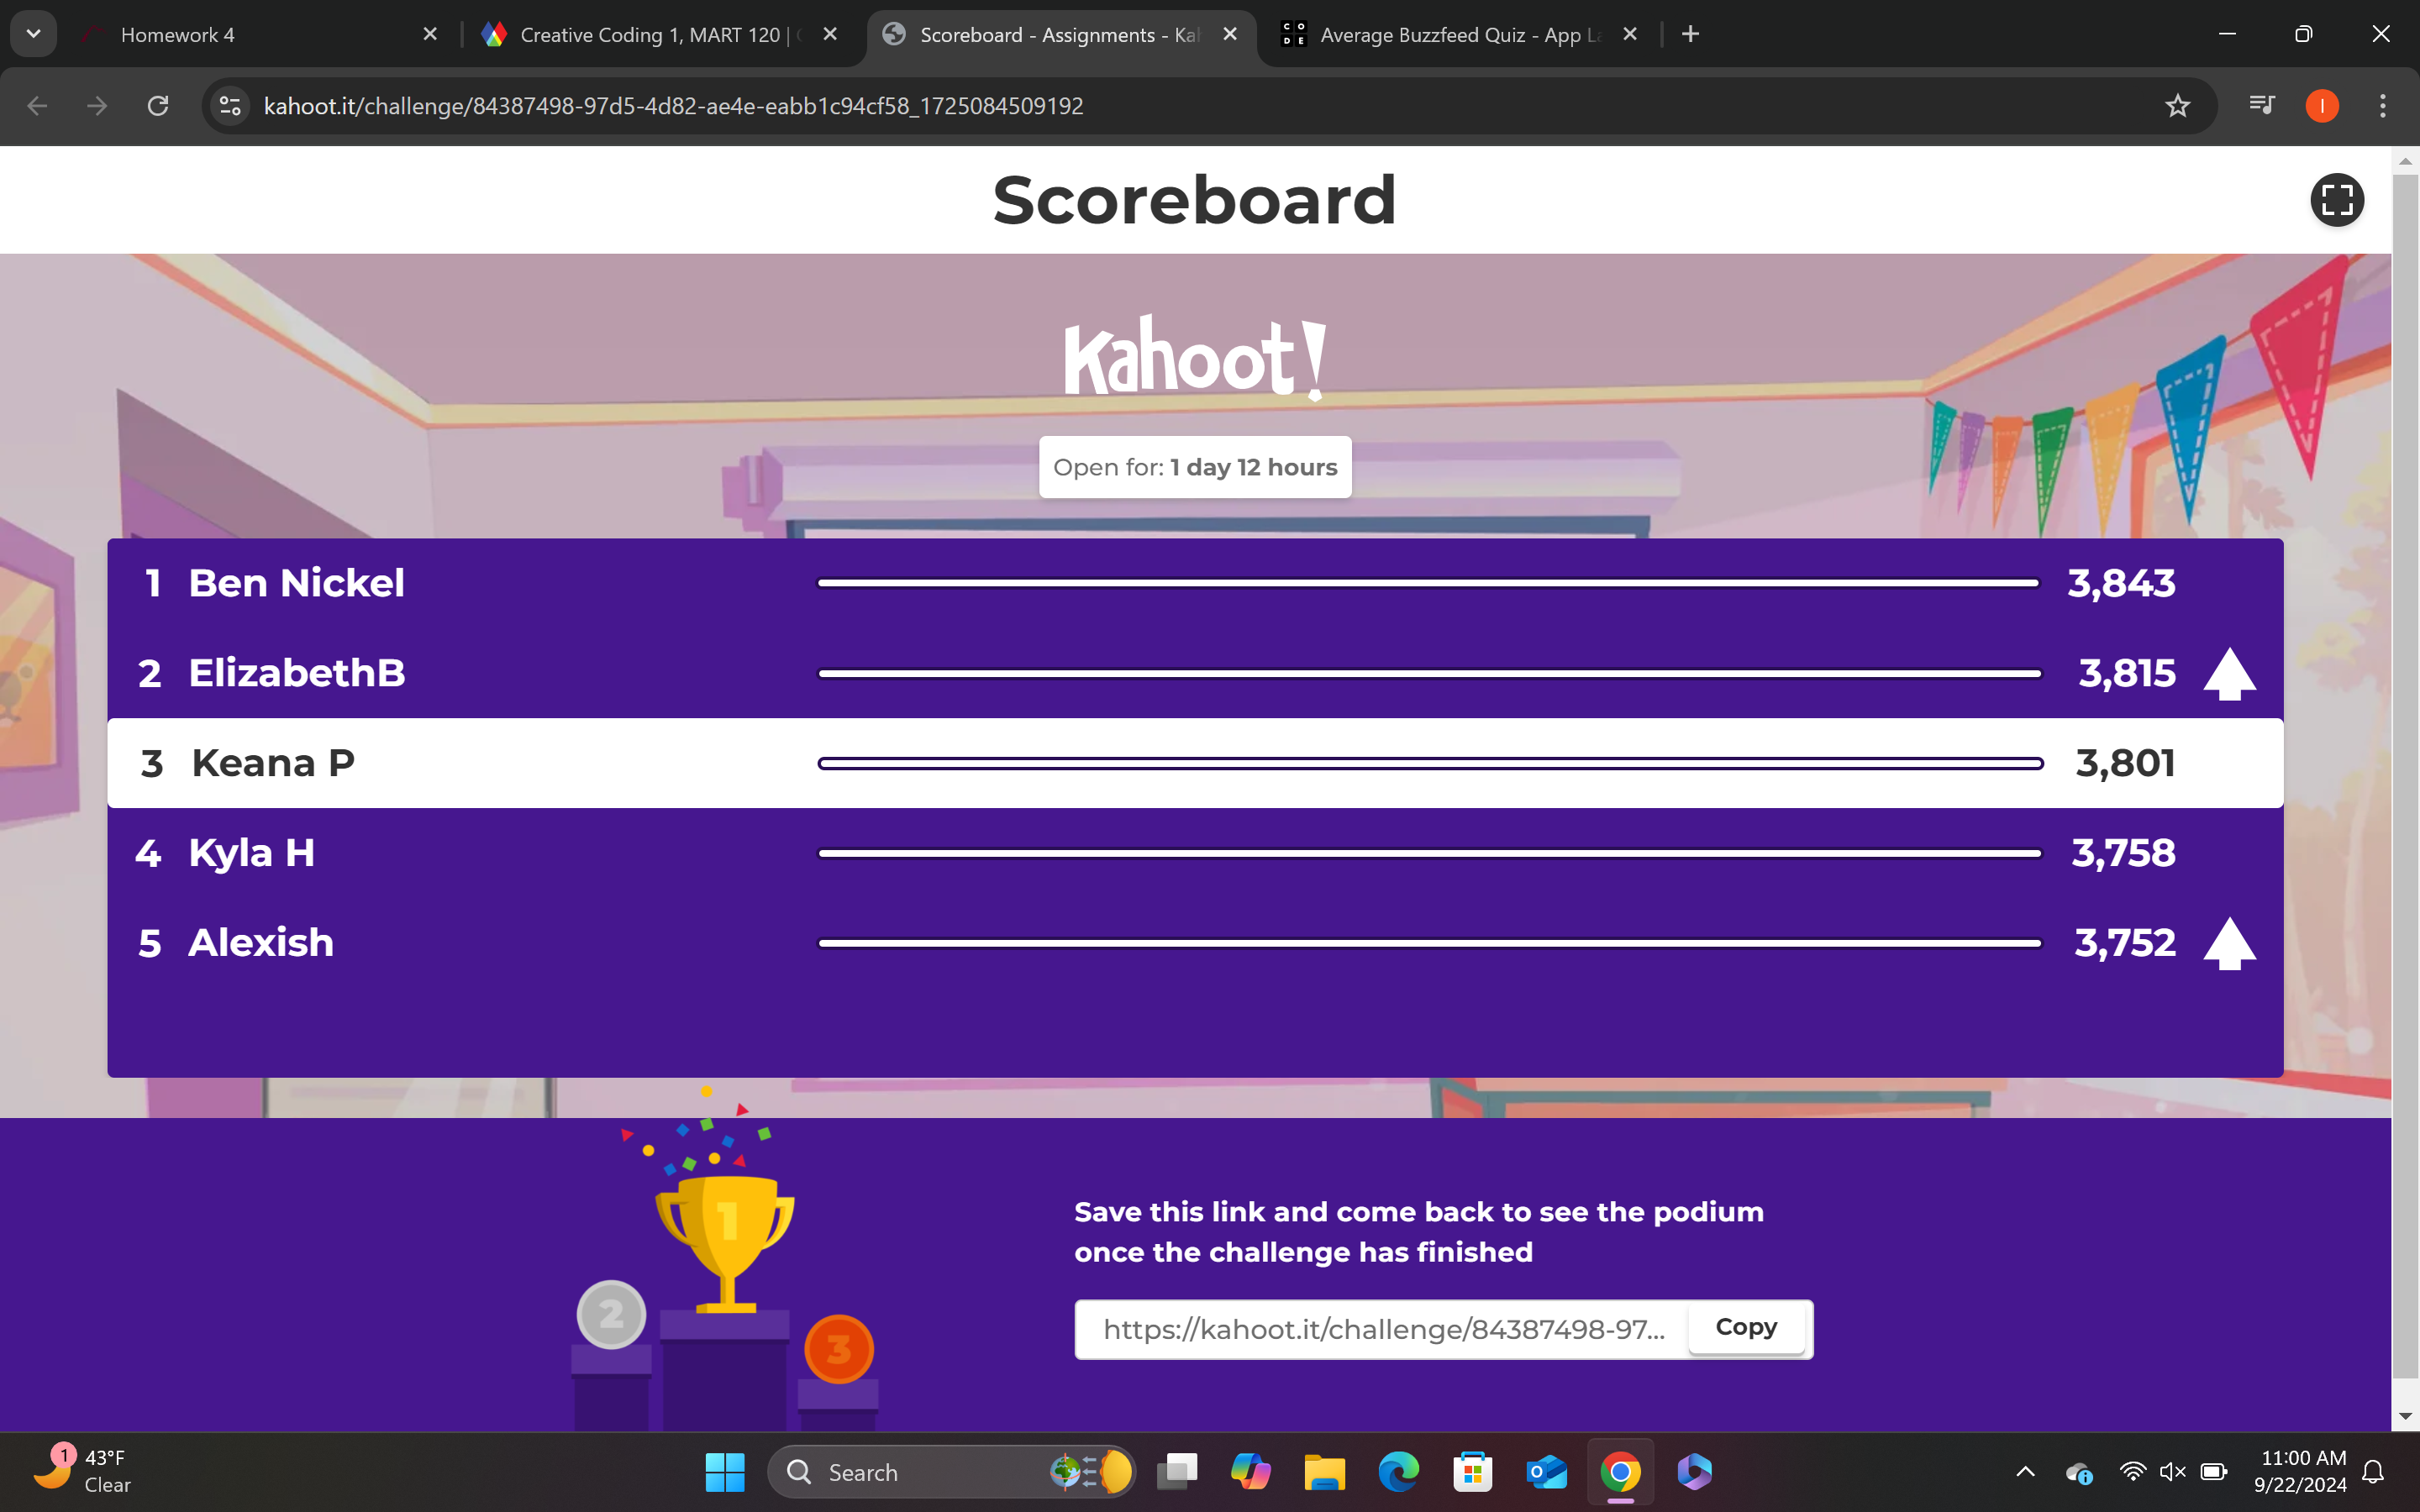 Homework 4
Creative Coding 1, MART 120 |
Scoreboard - Assignments - Ka
Average Buzzfeed Quiz - App La
kahoot.it/challenge/84387498-97d5-4d82-ae4e-eabb1c94cf58_1725084509192
I
Scoreboard
Kahoot!
Open for: 1 day 12 hours
1 Ben Nickel 3,843
2 ElizabethB 3,815
3 Keana P 3,801
4 Kyla H 3,758
5 Alexish 3,752
1
2
3
Save this link and come back to see the podium
once the challenge has finished
https://kahoot.it/challenge/84387498-97... Copy
1
43°F
Clear
Search
11:00 AM
9/22/2024